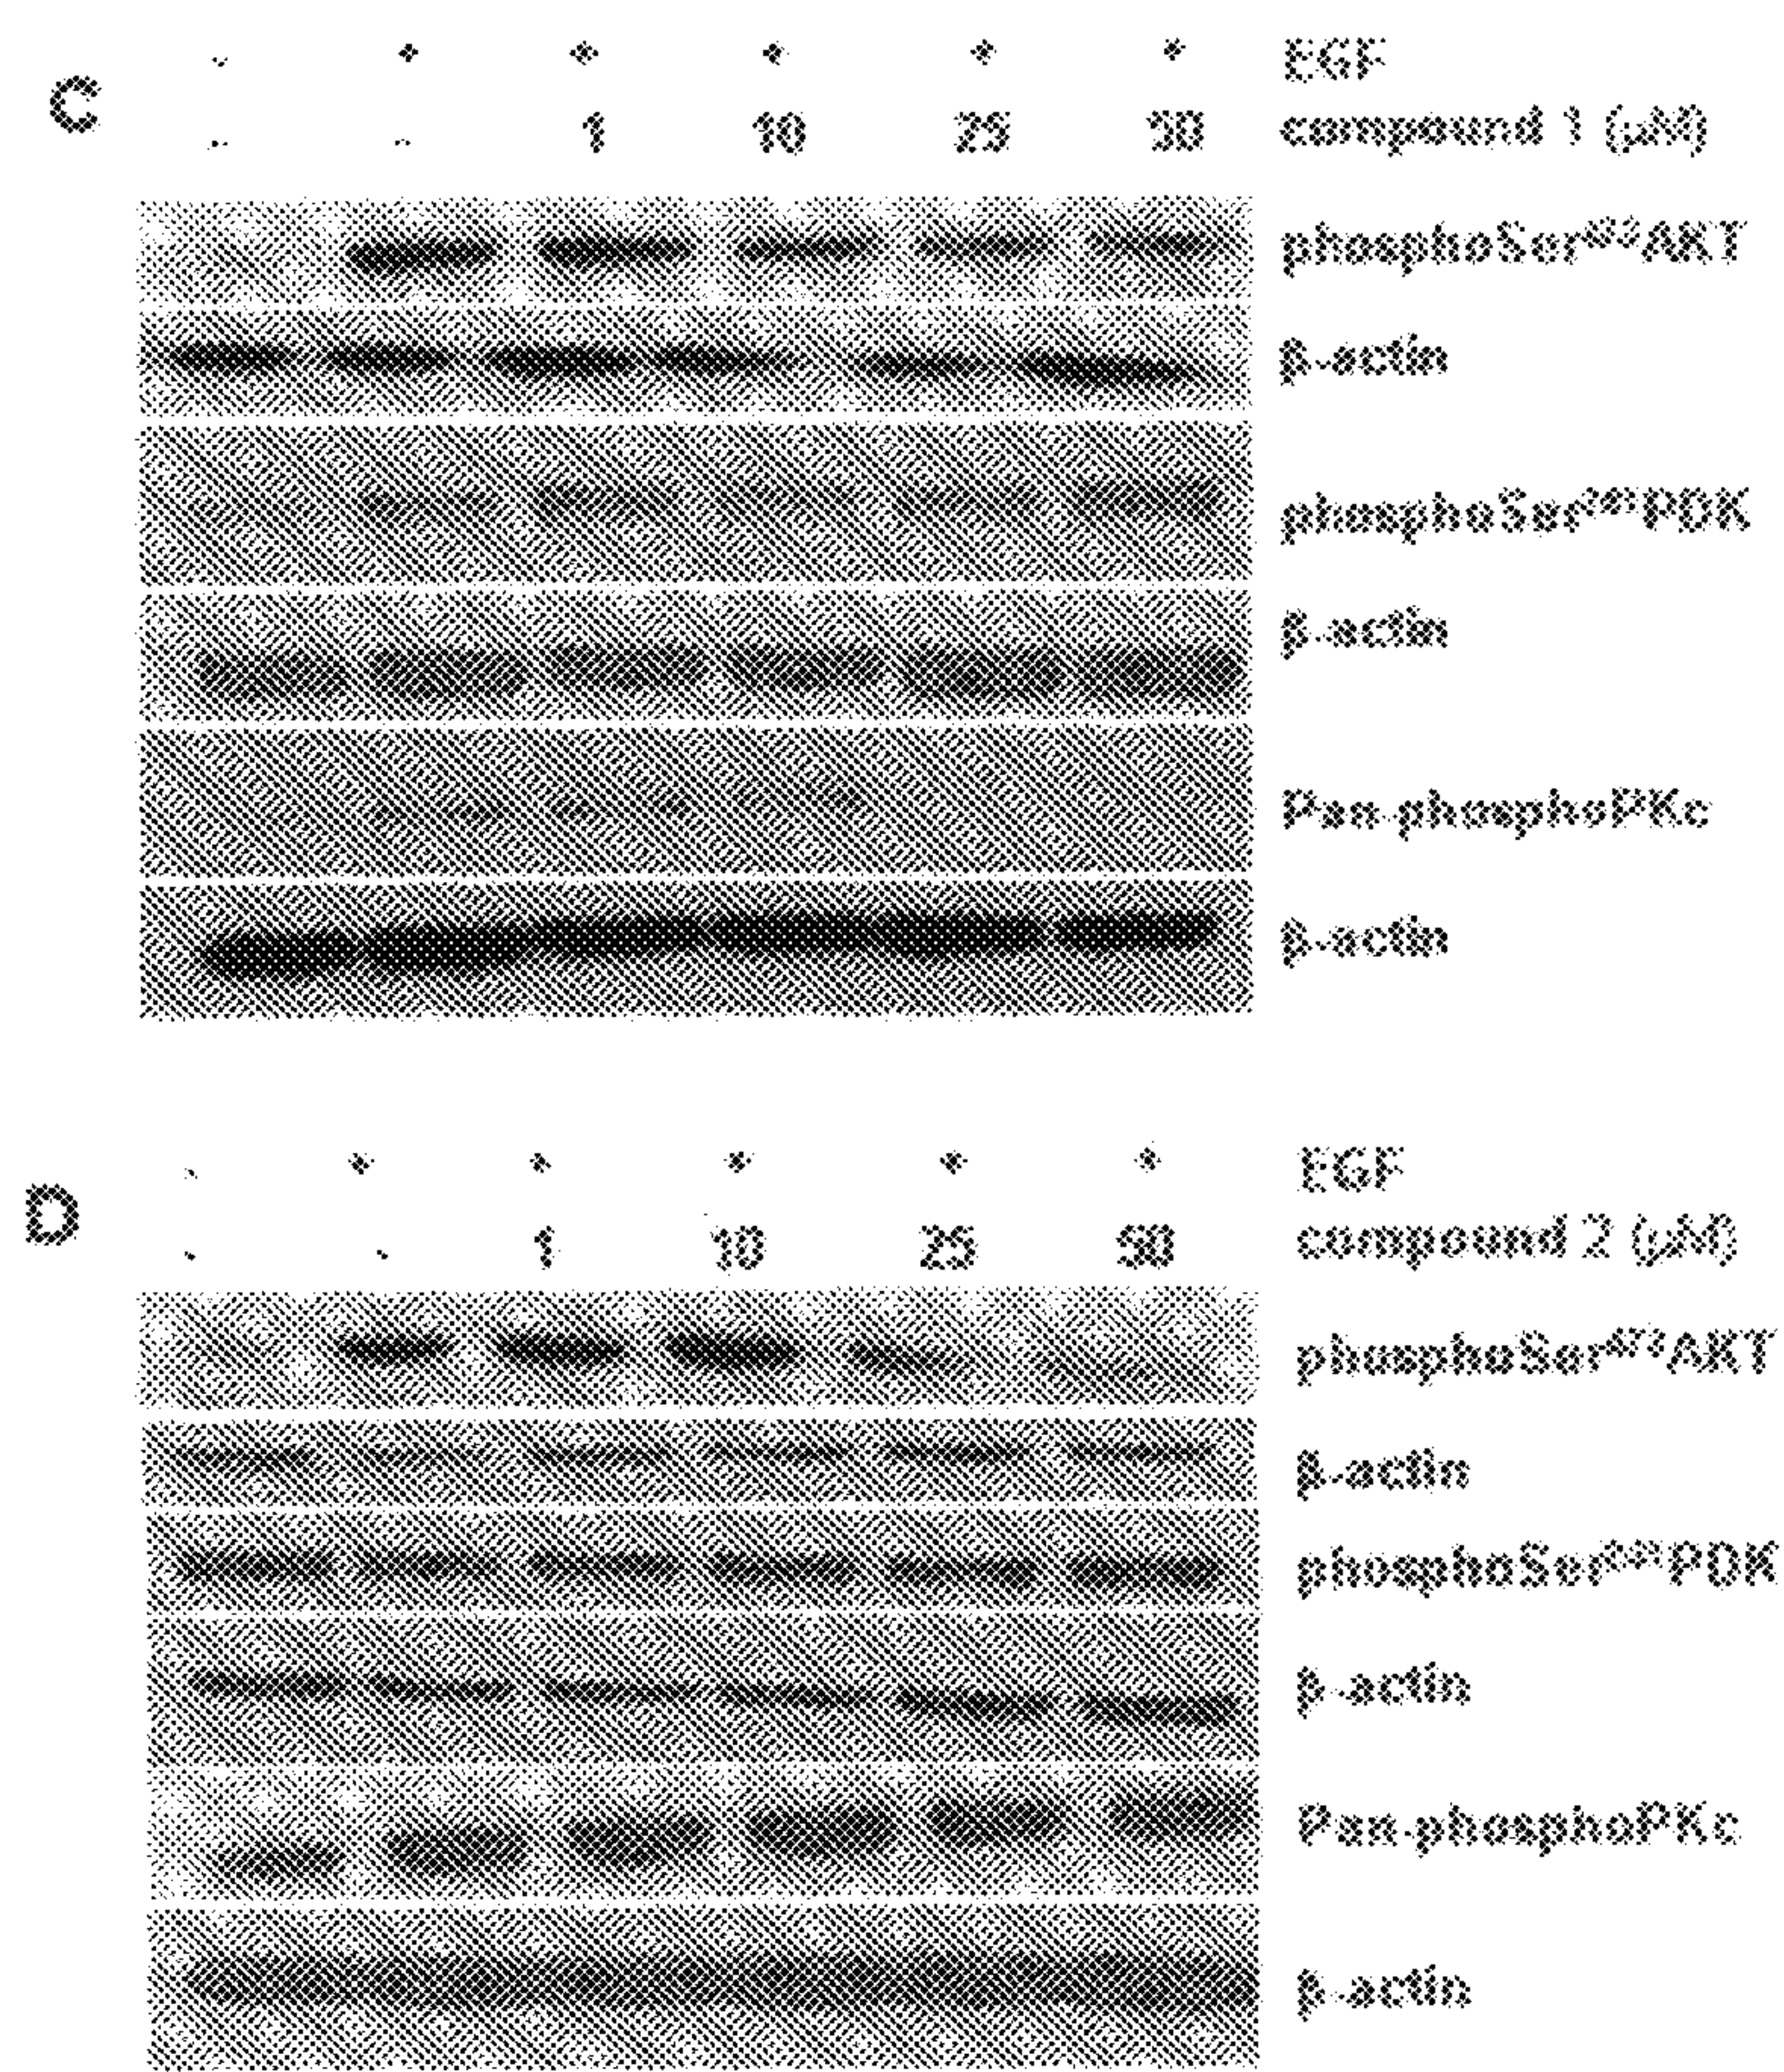 C
- + + + + + EGF
- - 1 10 25 50 compound 1 (μM)
phosphoSer⁴⁷³AKT
β-actin
phosphoSer²⁴¹PDK
β-actin
Pan-phosphoPKc
β-actin
D
- + + + + + EGF
- - 1 10 25 50 compound 2 (μM)
phosphoSer⁴⁷³AKT
β-actin
phosphoSer²⁴¹PDK
β-actin
Pan-phosphoPKc
β-actin